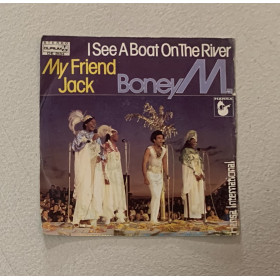 I See A Boat On The River
My Friend
Jack
Boney M.
Hansa International